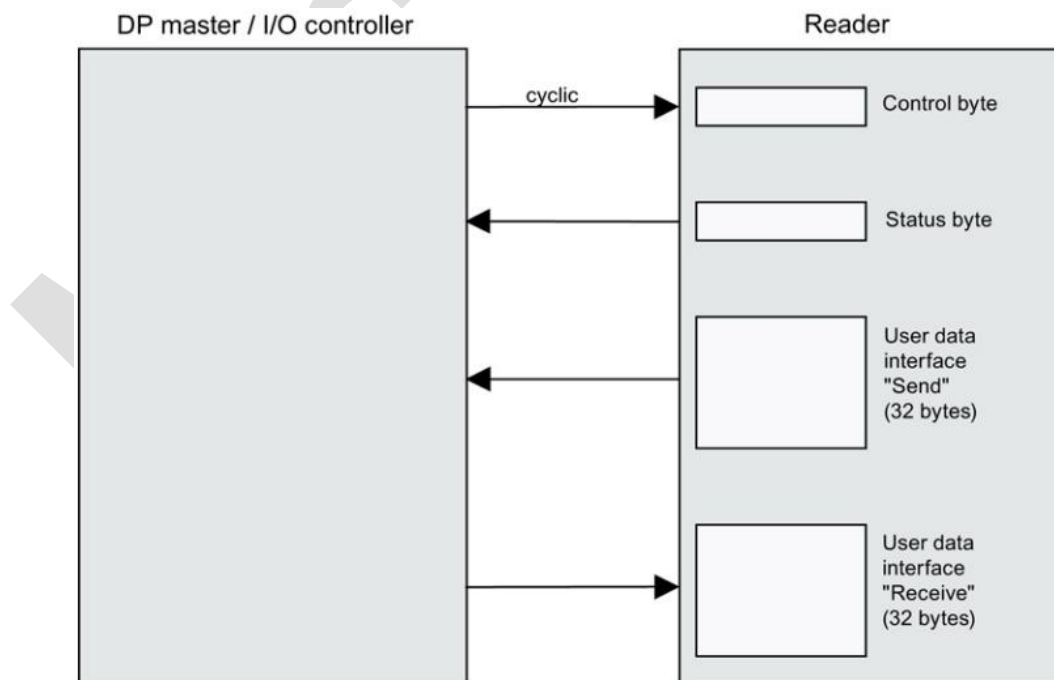 DP master / I/O controller
Reader
cyclic
Control byte
Status byte
User data
interface
"Send"
(32 bytes)
User data
interface
"Receive"
(32 bytes)